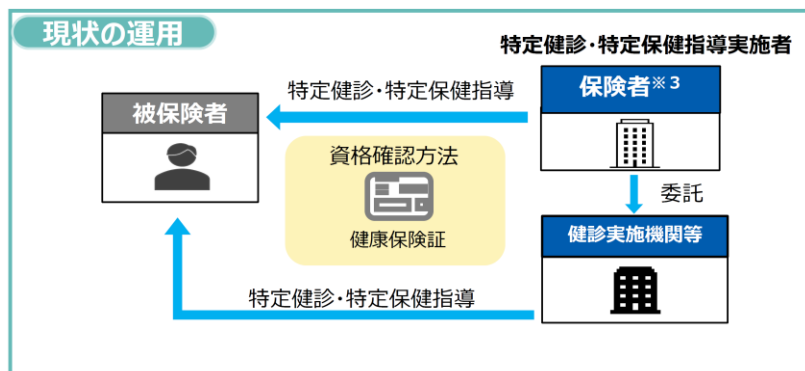 現状の運用
特定健診・特定保健指導実施者
特定健診・特定保健指導
保険者※3
被保険者
資格確認方法
健康保険証
委託
健診実施機関等
特定健診・特定保健指導